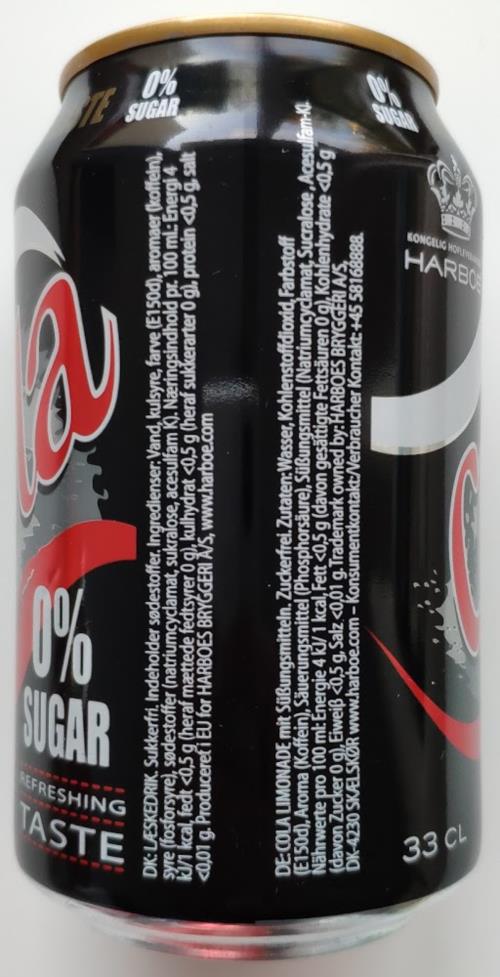 TE
0%
SUGAR
0%
SUGAR
a
0%
SUGAR
REFRESHING
TASTE
DK: LÆSKEDRIK. Sukkerfri. Indeholder sødestoffer. Ingredienser: Vand, kulsyre, farve (E150d), aromaer (koffein),
syre (fosforsyre), sødestoffer (natriumcyclamat, sukralose, acesulfam K). Næringsindhold pr. 100 mL: Energi 4
kJ/1 kcal, fedt <0,5 g (heraf mættede fedtsyrer 0 g), kulhydrat <0,5 g (heraf sukkerarter 0 g), protein <0,5 g, salt
<0,01 g. Produceret i EU for HARBOES BRYGGERI A/S, www.harboe.com
DE: COLA LIMONADE mit Süßungsmitteln. Zuckerfrei. Zutaten: Wasser, Kohlenstoffdioxid, Farbstoff
(E150d), Aroma (Koffein), Säuerungsmittel (Phosphorsäure), Süßungsmittel (Natriumcyclamat, Sucralose, Acesulfam-K).
Nährwerte pro 100 ml: Energie 4 kJ/ 1 kcal, Fett <0,5 g (davon gesättigte Fettsäuren 0 g), Kohlenhydrate <0,5 g
(davon Zucker 0 g), Eiweiß <0,5 g, Salz <0,01 g. Trademark owned by: HARBOES BRYGGERI A/S,
DK-4230 SKÆLSKØR www.harboe.com – Konsumentkontakt/Verbraucher Kontakt: +45 58168888.
KONGELIG HOFLEVERAN
HARBOE
33 CL